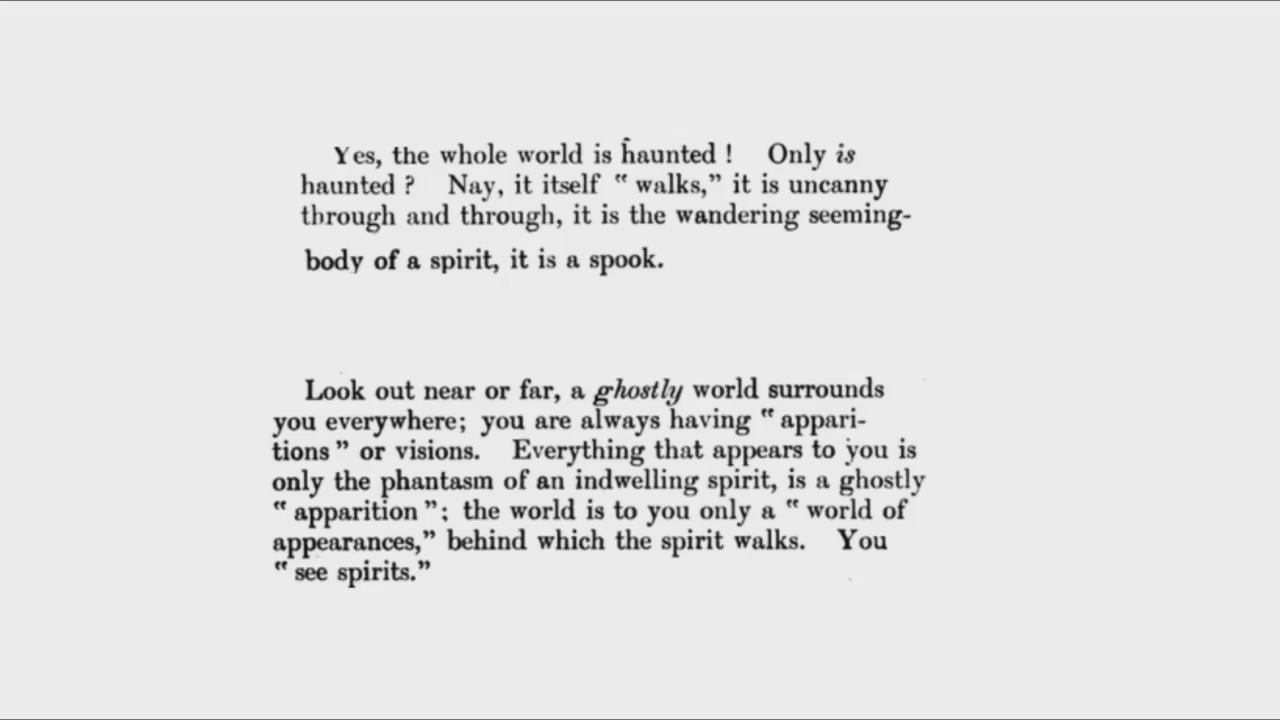 Yes, the whole world is haunted ! Only is
haunted ? Nay, it itself “ walks,” it is uncanny
through and through, it is the wandering seeming-
body of a spirit, it is a spook.
Look out near or far, a ghostly world surrounds
you everywhere; you are always having “ appari-
tions ” or visions. Everything that appears to you is
only the phantasm of an indwelling spirit, is a ghostly
“ apparition ”; the world is to you only a “ world of
appearances,” behind which the spirit walks. You
“ see spirits.”